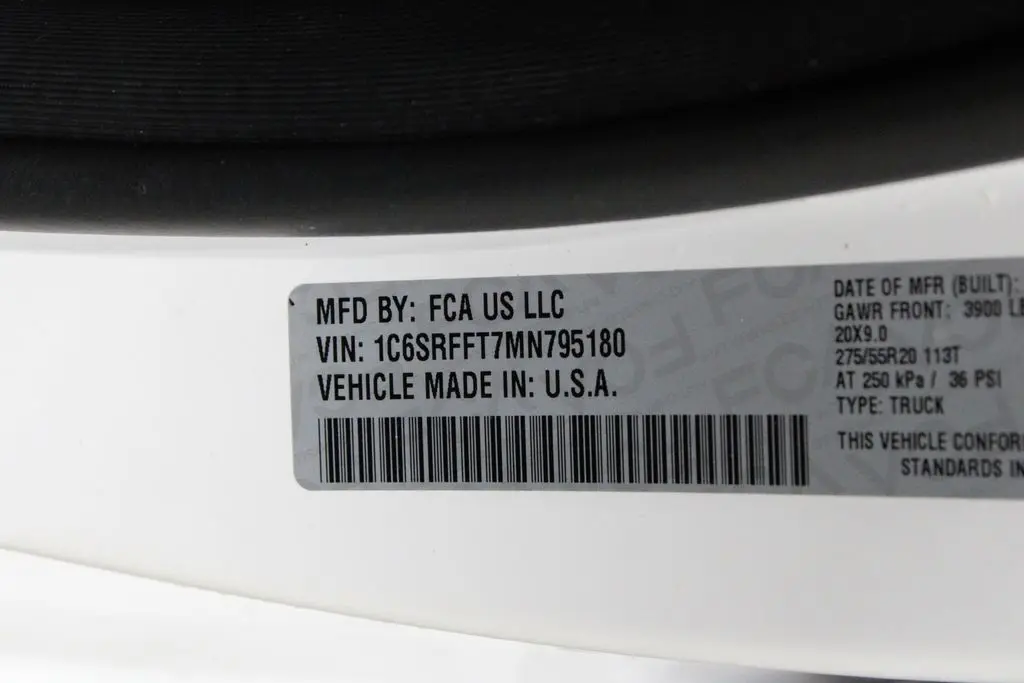 MFD BY: FCA US LLC
VIN: 1C6SRFFT7MN795180
VEHICLE MADE IN: U.S.A.
DATE OF MFR (BUILT):
GAWR FRONT: 3900 LB
20X9.0
275/55R20 113T
AT 250 kPa / 36 PSI
TYPE: TRUCK
THIS VEHICLE CONFOR
STANDARDS IN